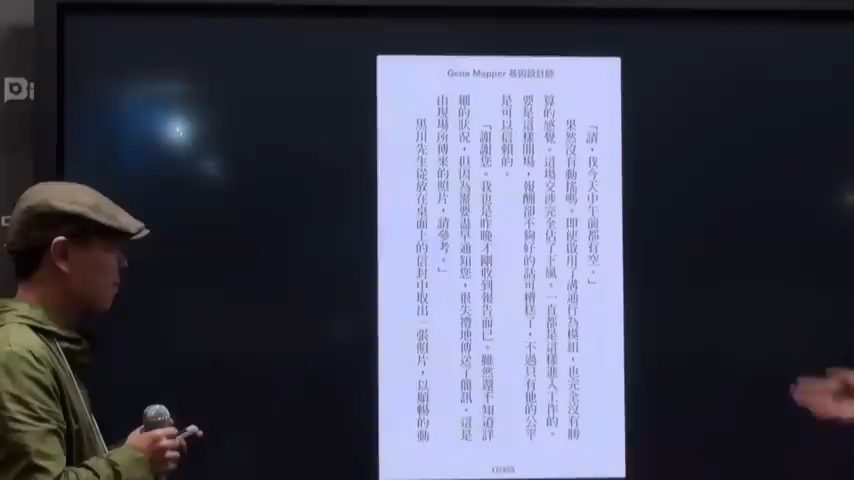 Gene Mapper 基因設計師
「請，我今天中午前都有空。」
果然沒有動搖嗎。即使啟用了溝通行為模組，也完全沒有勝
算的感覺。這場交涉完全佔了下風。一直都是這樣進入工作的。
要是這樣開場，報酬卻不夠好的話可糟糕了，不過只有他的公平
是可以信賴的。
「謝謝您。我也是昨晚才剛收到報告而已。雖然還不知道詳
細的狀況，但因為需要盡早通知您，很失禮地傳送了簡訊。這是
由現場所傳來的照片，請參考。」
黑川先生從放在桌面上的信封中取出一張照片，以順暢的動